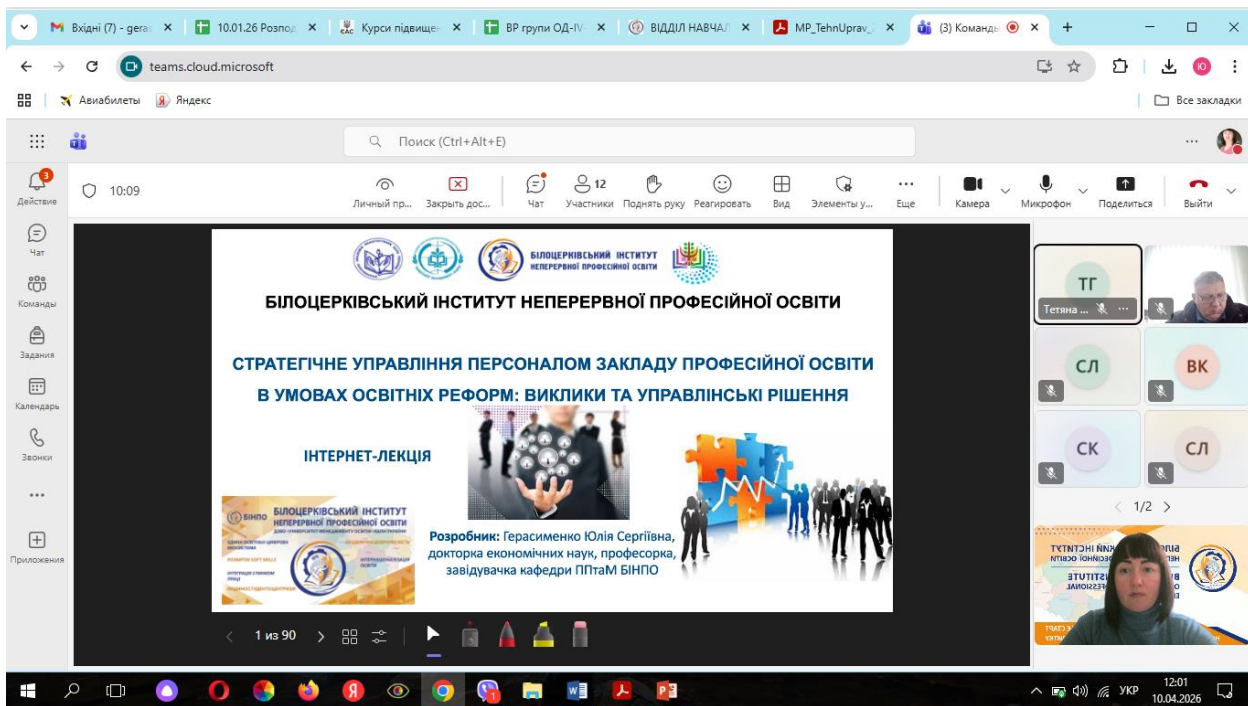 Вхідні (7) - gera
10.01.26 Розпод
Курси підвище
ВР групи ОД-IV-
ВІДДІЛ НАВЧАЛ
MP_TehnUprav_
(3) Команды
teams.cloud.microsoft
Ю
Авиабилеты
Яндекс
Все закладки
Поиск (Ctrl+Alt+E)
3
Действие
10:09
Личный пр...
Закрыть дос...
Чат
12
Участники
Поднять руку
Реагировать
Вид
Элементы у...
Еще
Камера
Микрофон
Поделиться
Выйти
Чат
Команды
Задания
Календарь
Звонки
Приложения
БІЛОЦЕРКІВСЬКИЙ ІНСТИТУТ
НЕПЕРЕРВНОЇ ПРОФЕСІЙНОЇ ОСВІТИ
БІЛОЦЕРКІВСЬКИЙ ІНСТИТУТ НЕПЕРЕРВНОЇ ПРОФЕСІЙНОЇ ОСВІТИ
СТРАТЕГІЧНЕ УПРАВЛІННЯ ПЕРСОНАЛОМ ЗАКЛАДУ ПРОФЕСІЙНОЇ ОСВІТИ
В УМОВАХ ОСВІТНІХ РЕФОРМ: ВИКЛИКИ ТА УПРАВЛІНСЬКІ РІШЕННЯ
ІНТЕРНЕТ-ЛЕКЦІЯ
БІНПО
БІЛОЦЕРКІВСЬКИЙ ІНСТИТУТ
НЕПЕРЕРВНОЇ ПРОФЕСІЙНОЇ ОСВІТИ
Розробник: Герасименко Юлія Сергіївна,
докторка економічних наук, професорка,
завідувачка кафедри ППтаМ БІНПО
1 из 90
ТГ
Тетяна ...
СЛ
ВК
СК
СЛ
1/2
УКР
12:01
10.04.2026